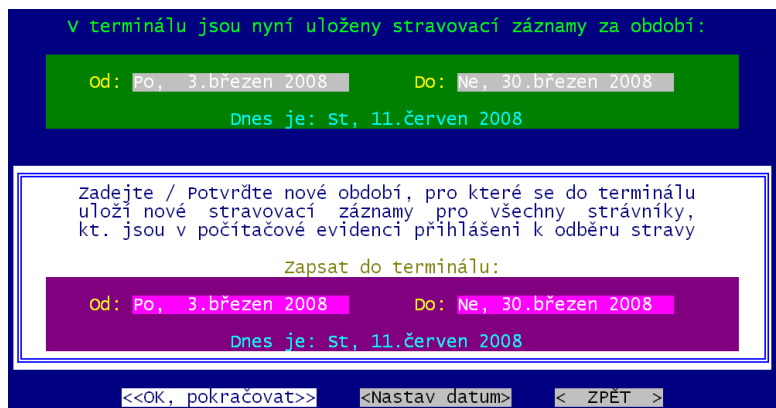 V terminálu jsou nyní uloženy stravovací záznamy za období:
Od: Po, 3.březen 2008 Do: Ne, 30.březen 2008
Dnes je: St, 11.červen 2008
Zadejte / Potvrďte nové období, pro které se do terminálu
uloží nové stravovací záznamy pro všechny strávníky,
kt. jsou v počítačové evidenci přihlášeni k odběru stravy
Zapsat do terminálu:
Od: Po, 3.březen 2008 Do: Ne, 30.březen 2008
Dnes je: St, 11.červen 2008
<<OK, pokračovat>> <Nastav datum> < ZPĚT >